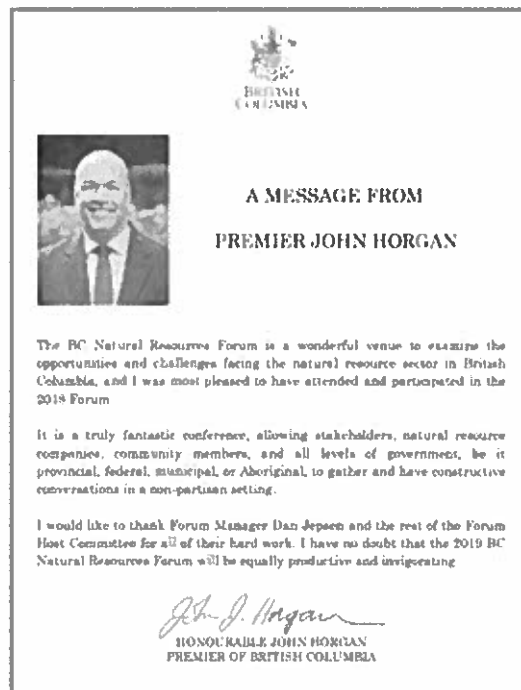 BRITISH
COLUMBIA
A MESSAGE FROM
PREMIER JOHN HORGAN
The BC Natural Resources Forum is a wonderful venue to examine the
opportunities and challenges facing the natural resource sector in British
Columbia, and I was most pleased to have attended and participated in the
2018 Forum
It is a truly fantastic conference, allowing stakeholders, natural resource
companies, community members, and all levels of government, be it
provincial, federal, municipal, or Aboriginal, to gather and have constructive
conversations in a non-partisan setting.
I would like to thank Forum Manager Dan Jepsen and the rest of the Forum
Host Committee for all of their hard work. I have no doubt that the 2019 BC
Natural Resources Forum will be equally productive and invigorating
John J. Horgan
HONOURABLE JOHN HORGAN
PREMIER OF BRITISH COLUMBIA